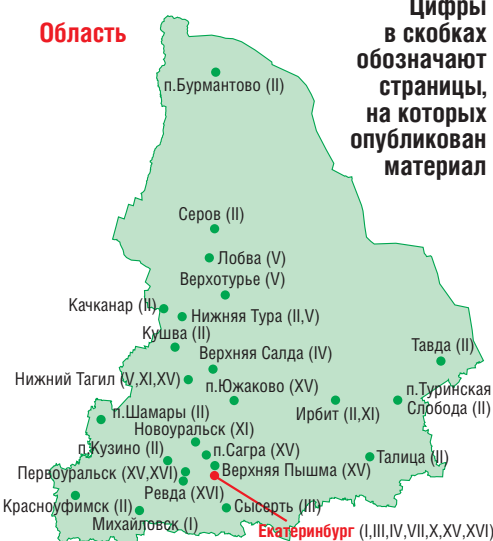 Область
Цифры
в скобках
обозначают
страницы,
на которых
опубликован
материал
п.Бурмантово (II)
Серов (II)
Лобва (V)
Верхотурье (V)
Качканар (II)
Нижняя Тура (II,V)
Кушва (II)
Тавда (II)
Верхняя Салда (IV)
Нижний Тагил (V,XI,XV)
п.Южаково (XV)
п.Туринская
Слобода (II)
п.Шамары (II)
Ирбит (II,XI)
Новоуральск (XI)
п.Кузино (II)
п.Сагра (XV)
Талица (II)
Первоуральск (XV,XVI)
Верхняя Пышма (XV)
Ревда (XVI)
Красноуфимск (II)
Сысерть (III)
Михайловск (I)
Екатеринбург (I,III,IV,VII,X,XV,XVI)